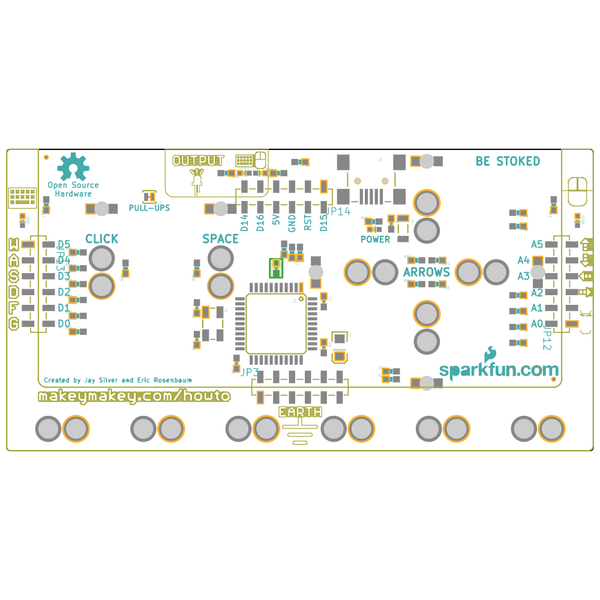 OUTPUT
BE STOKED
Open Source
Hardware
PULL-UPS
D14
D16
5V
GND
RST
D15
JP14
POWER
CLICK
SPACE
W
A
S
D
F
G
D5
D4
D3
D2
D1
D0
ARROWS
A5
A4
A3
A2
A1
A0
JP12
JP3
sparkfun.com
Created by Jay Silver and Eric Rosenbaum
makeymakey.com/howto
EARTH